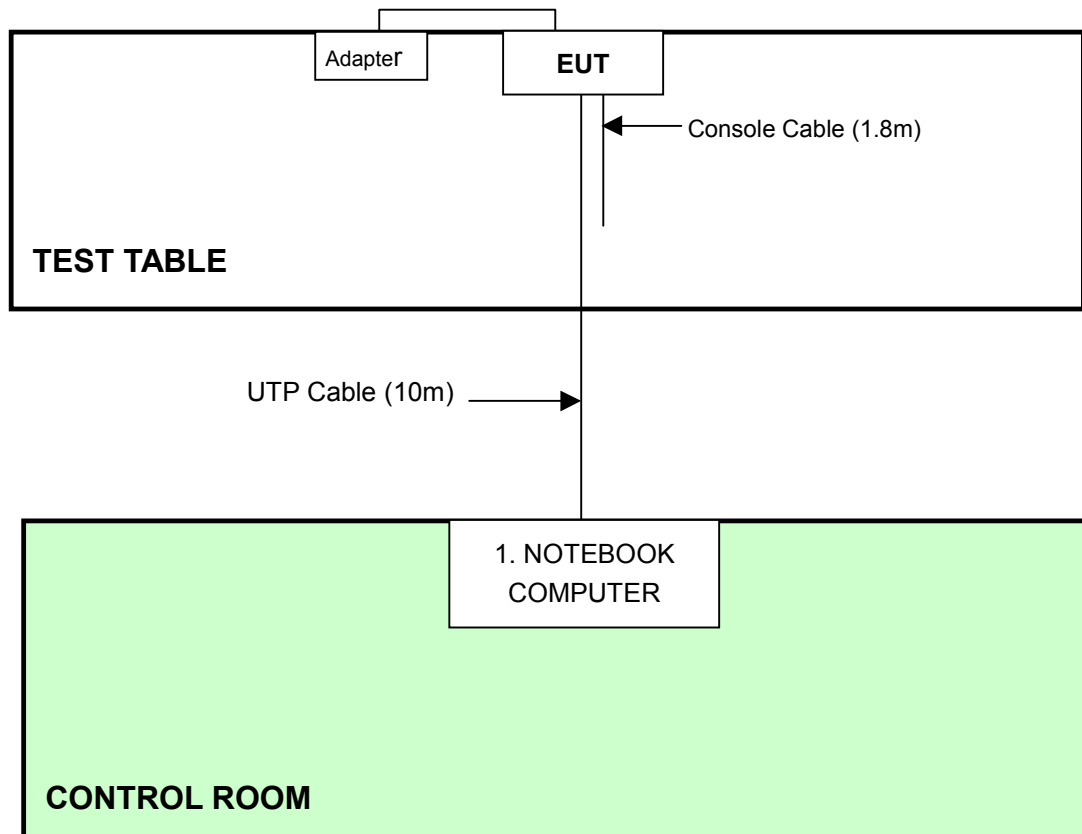 Adapter
EUT
Console Cable (1.8m)
TEST TABLE
UTP Cable (10m)
1. NOTEBOOK
COMPUTER
CONTROL ROOM